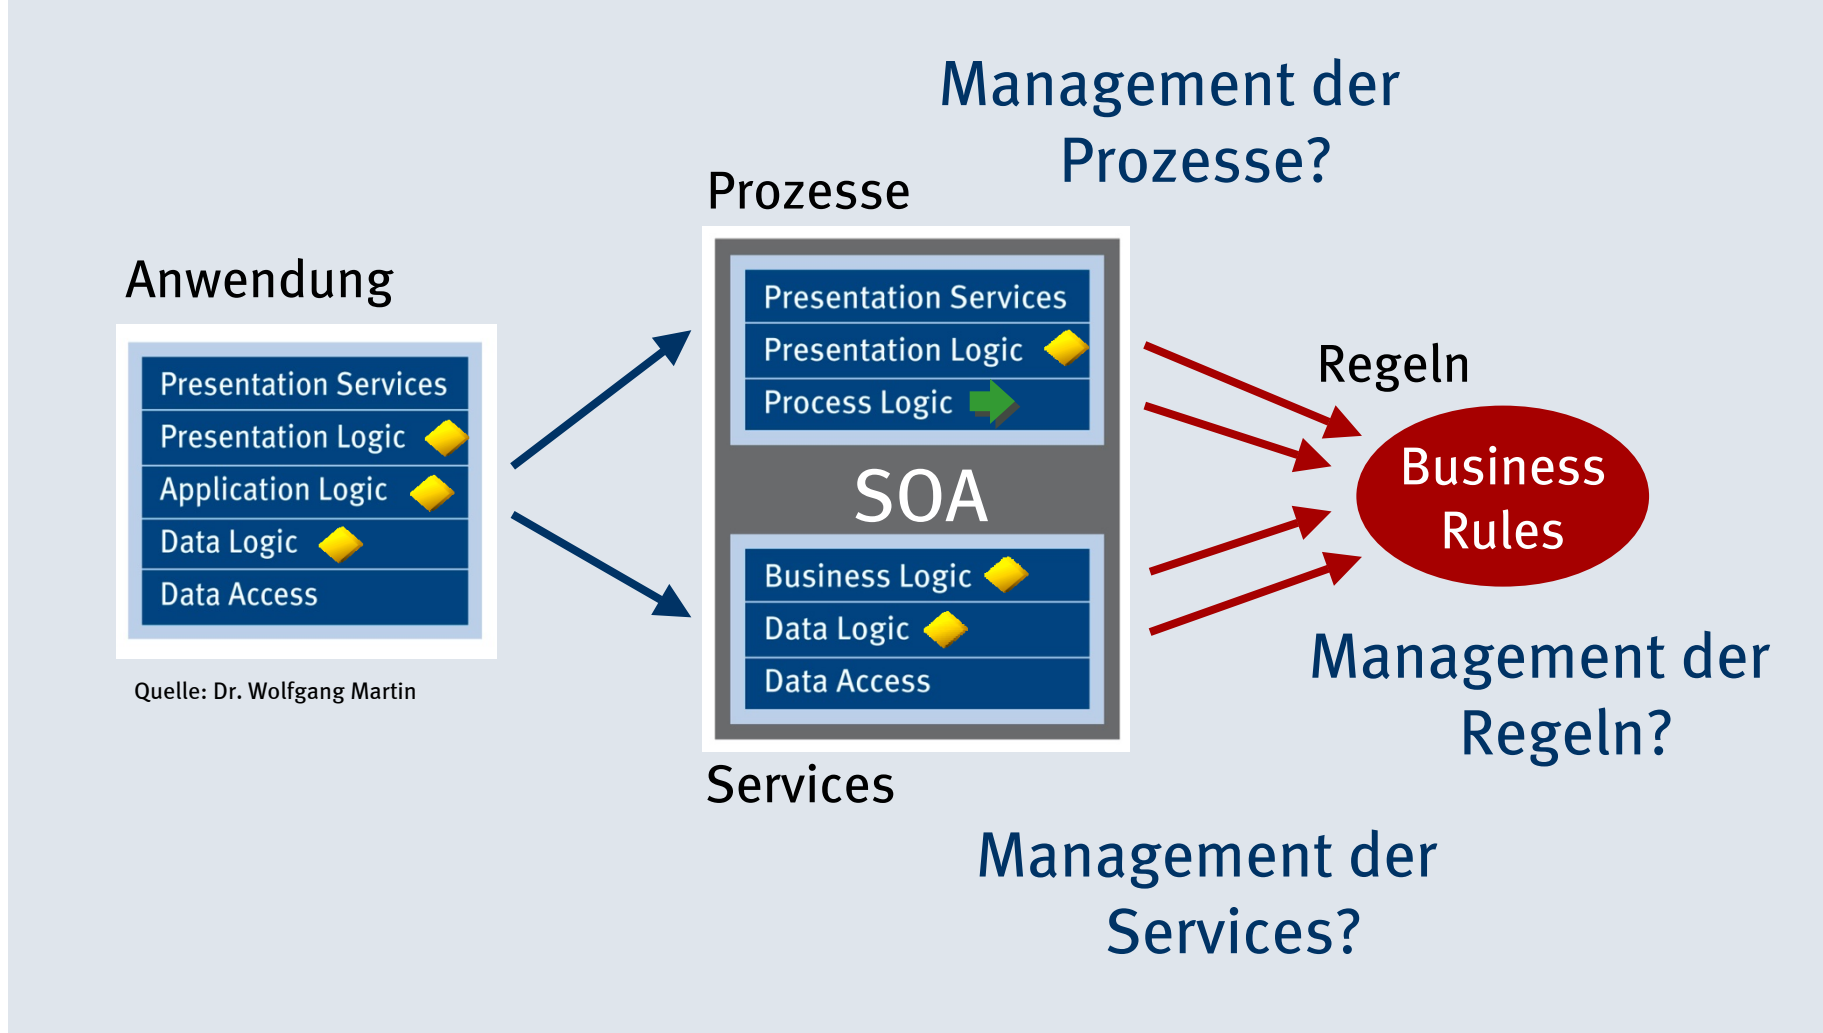 Management der
Prozesse?
Prozesse
Anwendung
Presentation Services
Presentation Logic
Application Logic
Data Logic
Data Access
Quelle: Dr. Wolfgang Martin
Presentation Services
Presentation Logic
Process Logic
SOA
Business Logic
Data Logic
Data Access
Services
Regeln
Business
Rules
Management der
Regeln?
Management der
Services?